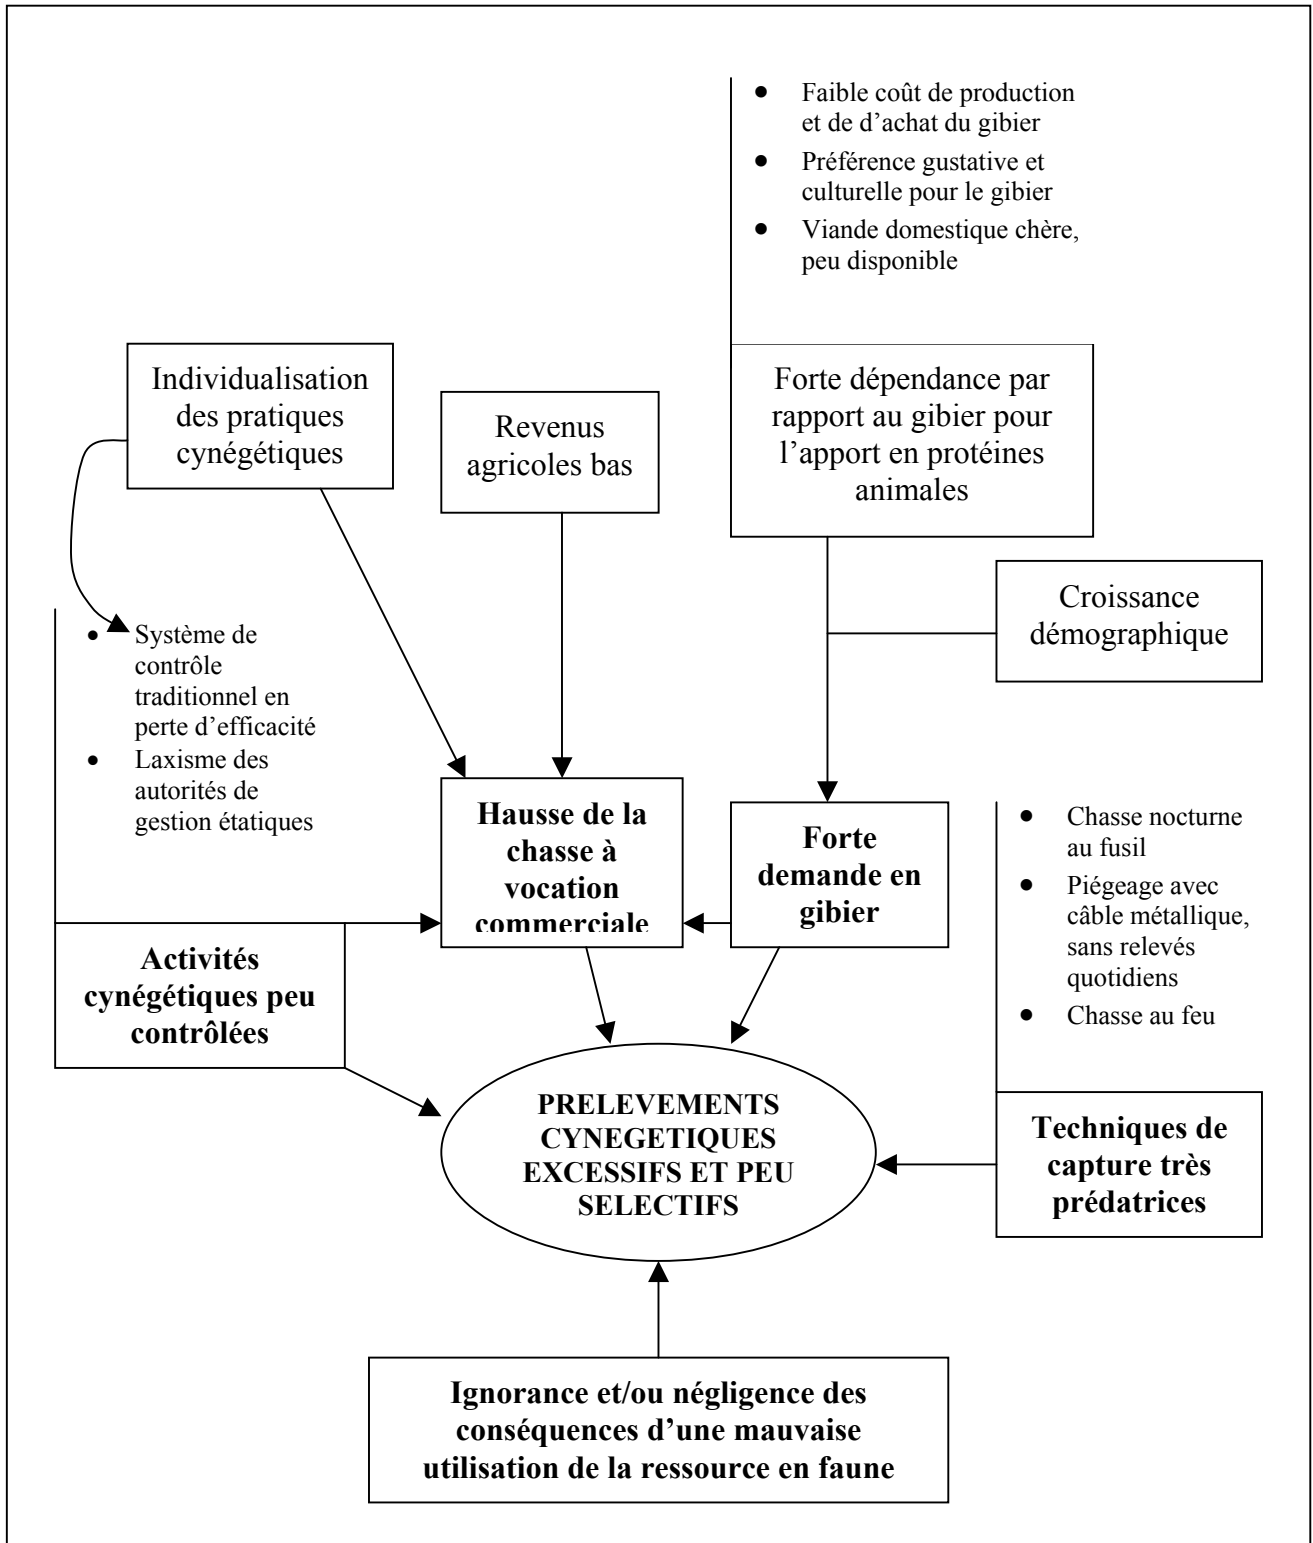 Faible coût de production
et de d'achat du gibier
Préférence gustative et
culturelle pour le gibier
Viande domestique chère,
peu disponible
Individualisation
des pratiques
cynégétiques
Revenus
agricoles bas
Forte dépendance par
rapport au gibier pour
l'apport en protéines
animales
Croissance
démographique
Système de
contrôle
traditionnel en
perte d'efficacité
Laxisme des
autorités de
gestion étatiques
Hausse de la
chasse à
vocation
commerciale
Forte
demande en
gibier
Chasse nocturne
au fusil
Piégeage avec
câble métallique,
sans relevés
quotidiens
Chasse au feu
Activités
cynégétiques peu
contrôlées
PRELEVEMENTS
CYNEGETIQUES
EXCESSIFS ET PEU
SELECTIFS
Techniques de
capture très
prédatrices
Ignorance et/ou négligence des
conséquences d'une mauvaise
utilisation de la ressource en faune